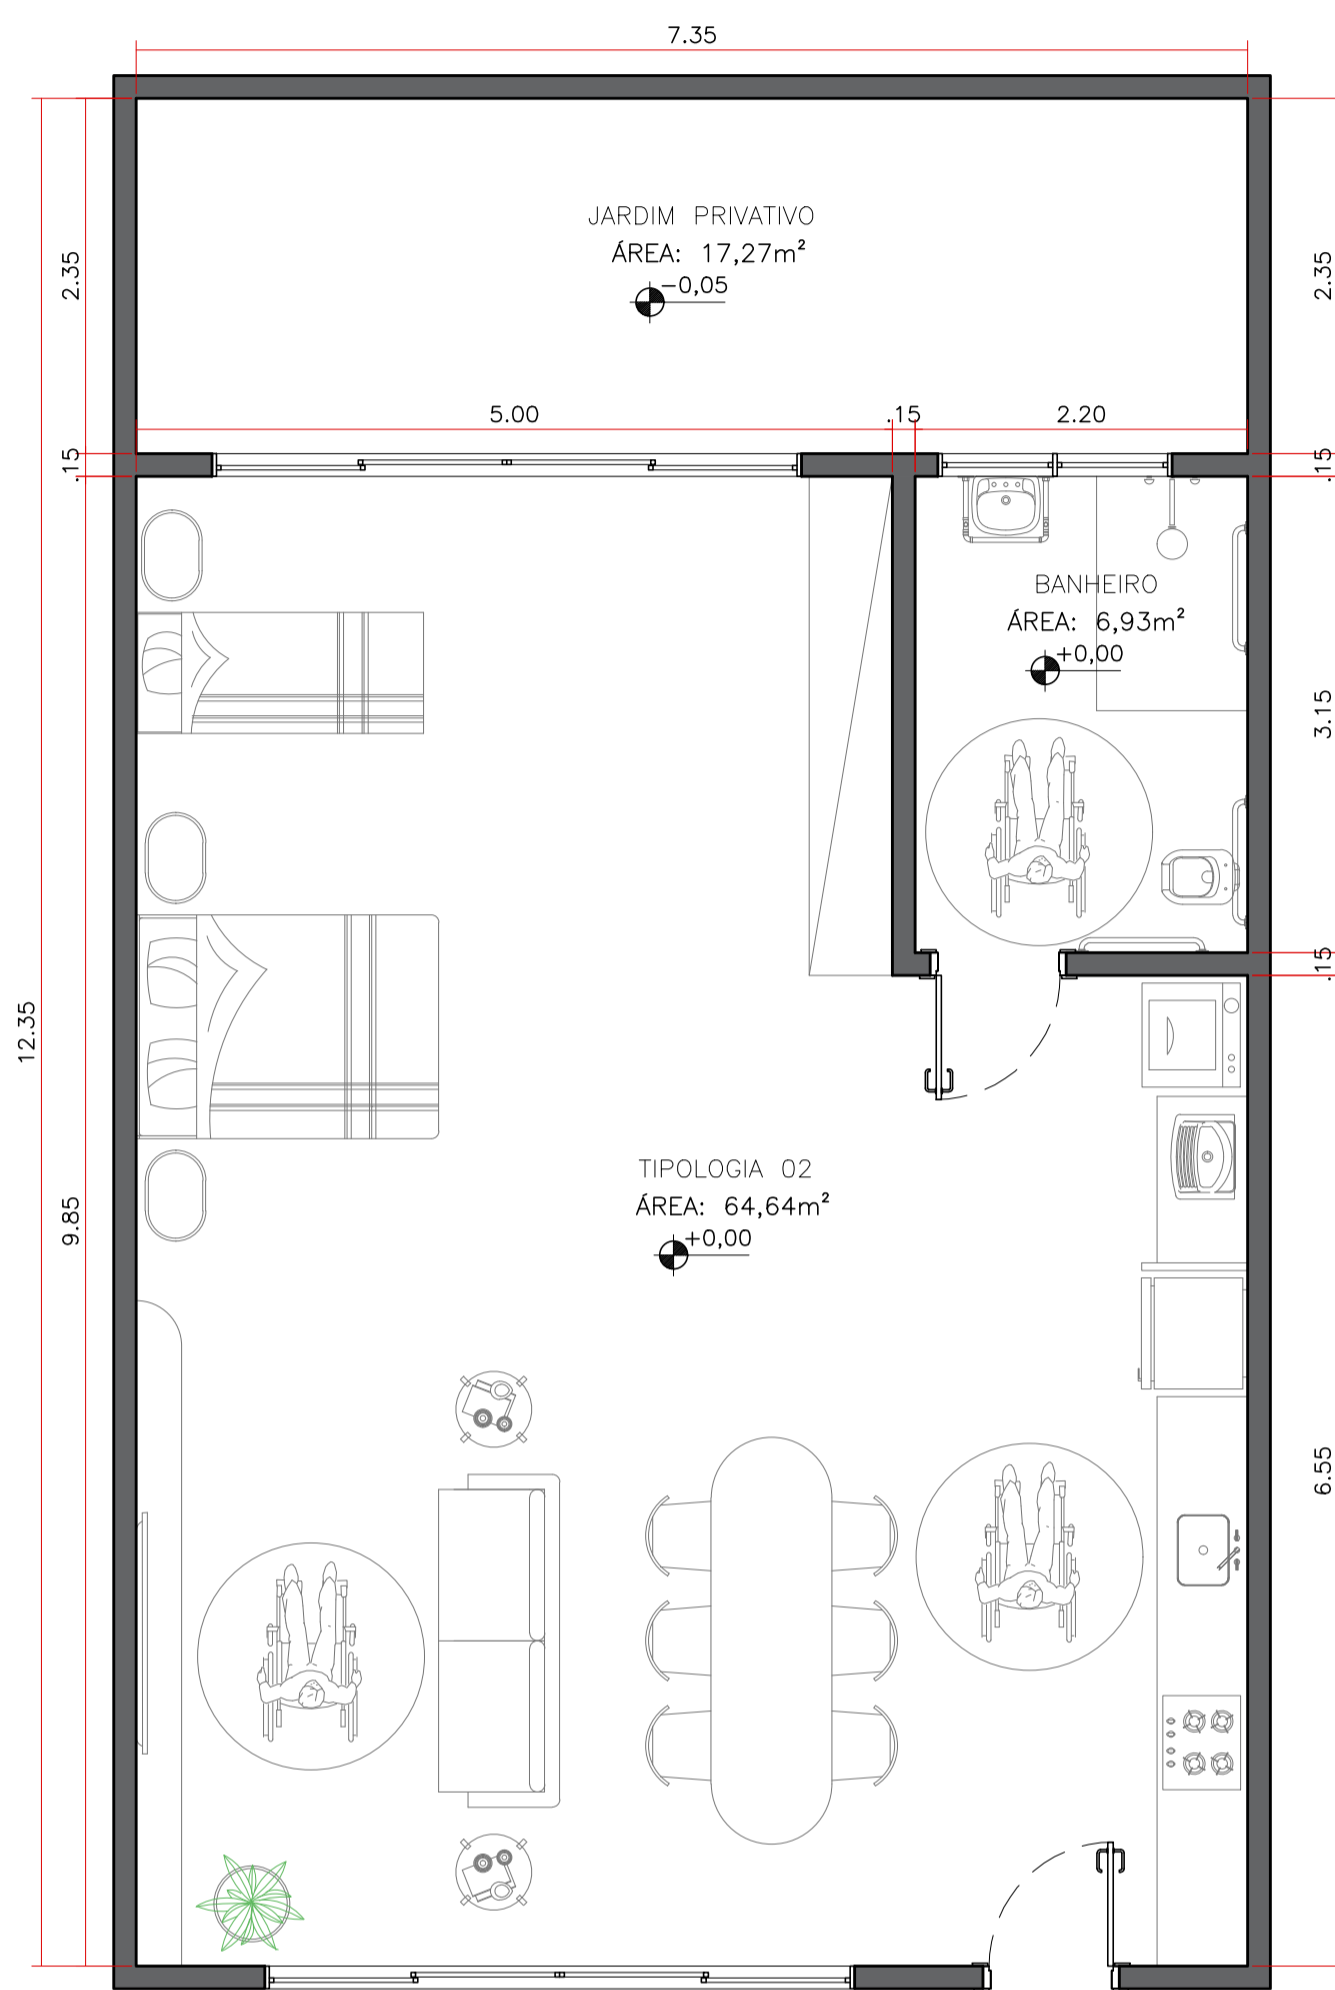 7.35
JARDIM PRIVATIVO
ÁREA: 17,27m²
-0,05
2.35
2.35
5.00
.15
2.20
.15
.15
BANHEIRO
ÁREA: 6,93m²
+0,00
3.15
.15
12.35
9.85
TIPOLOGIA 02
ÁREA: 64,64m²
+0,00
6.55